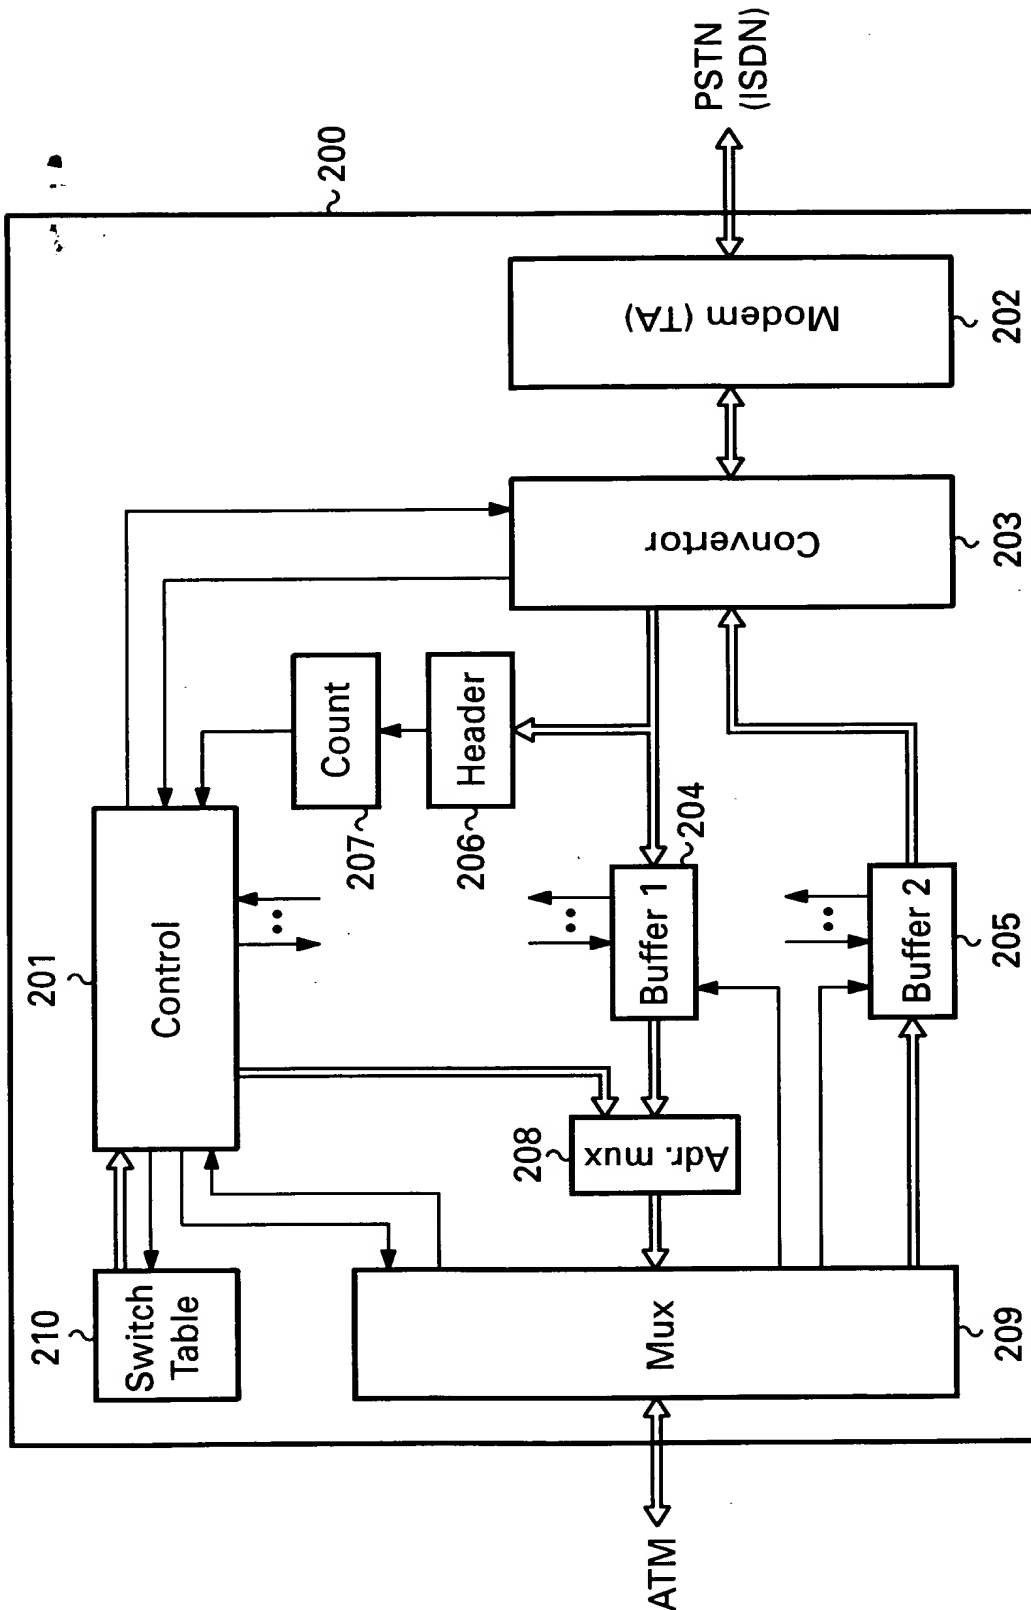 200
PSTN
(ISDN)
201
Control
210
Switch
Table
Count
207
Header
206
Modem (TA)
202
Convertor
203
Buffer 1
204
Buffer 2
205
Adr. mux
208
Mux
209
ATM